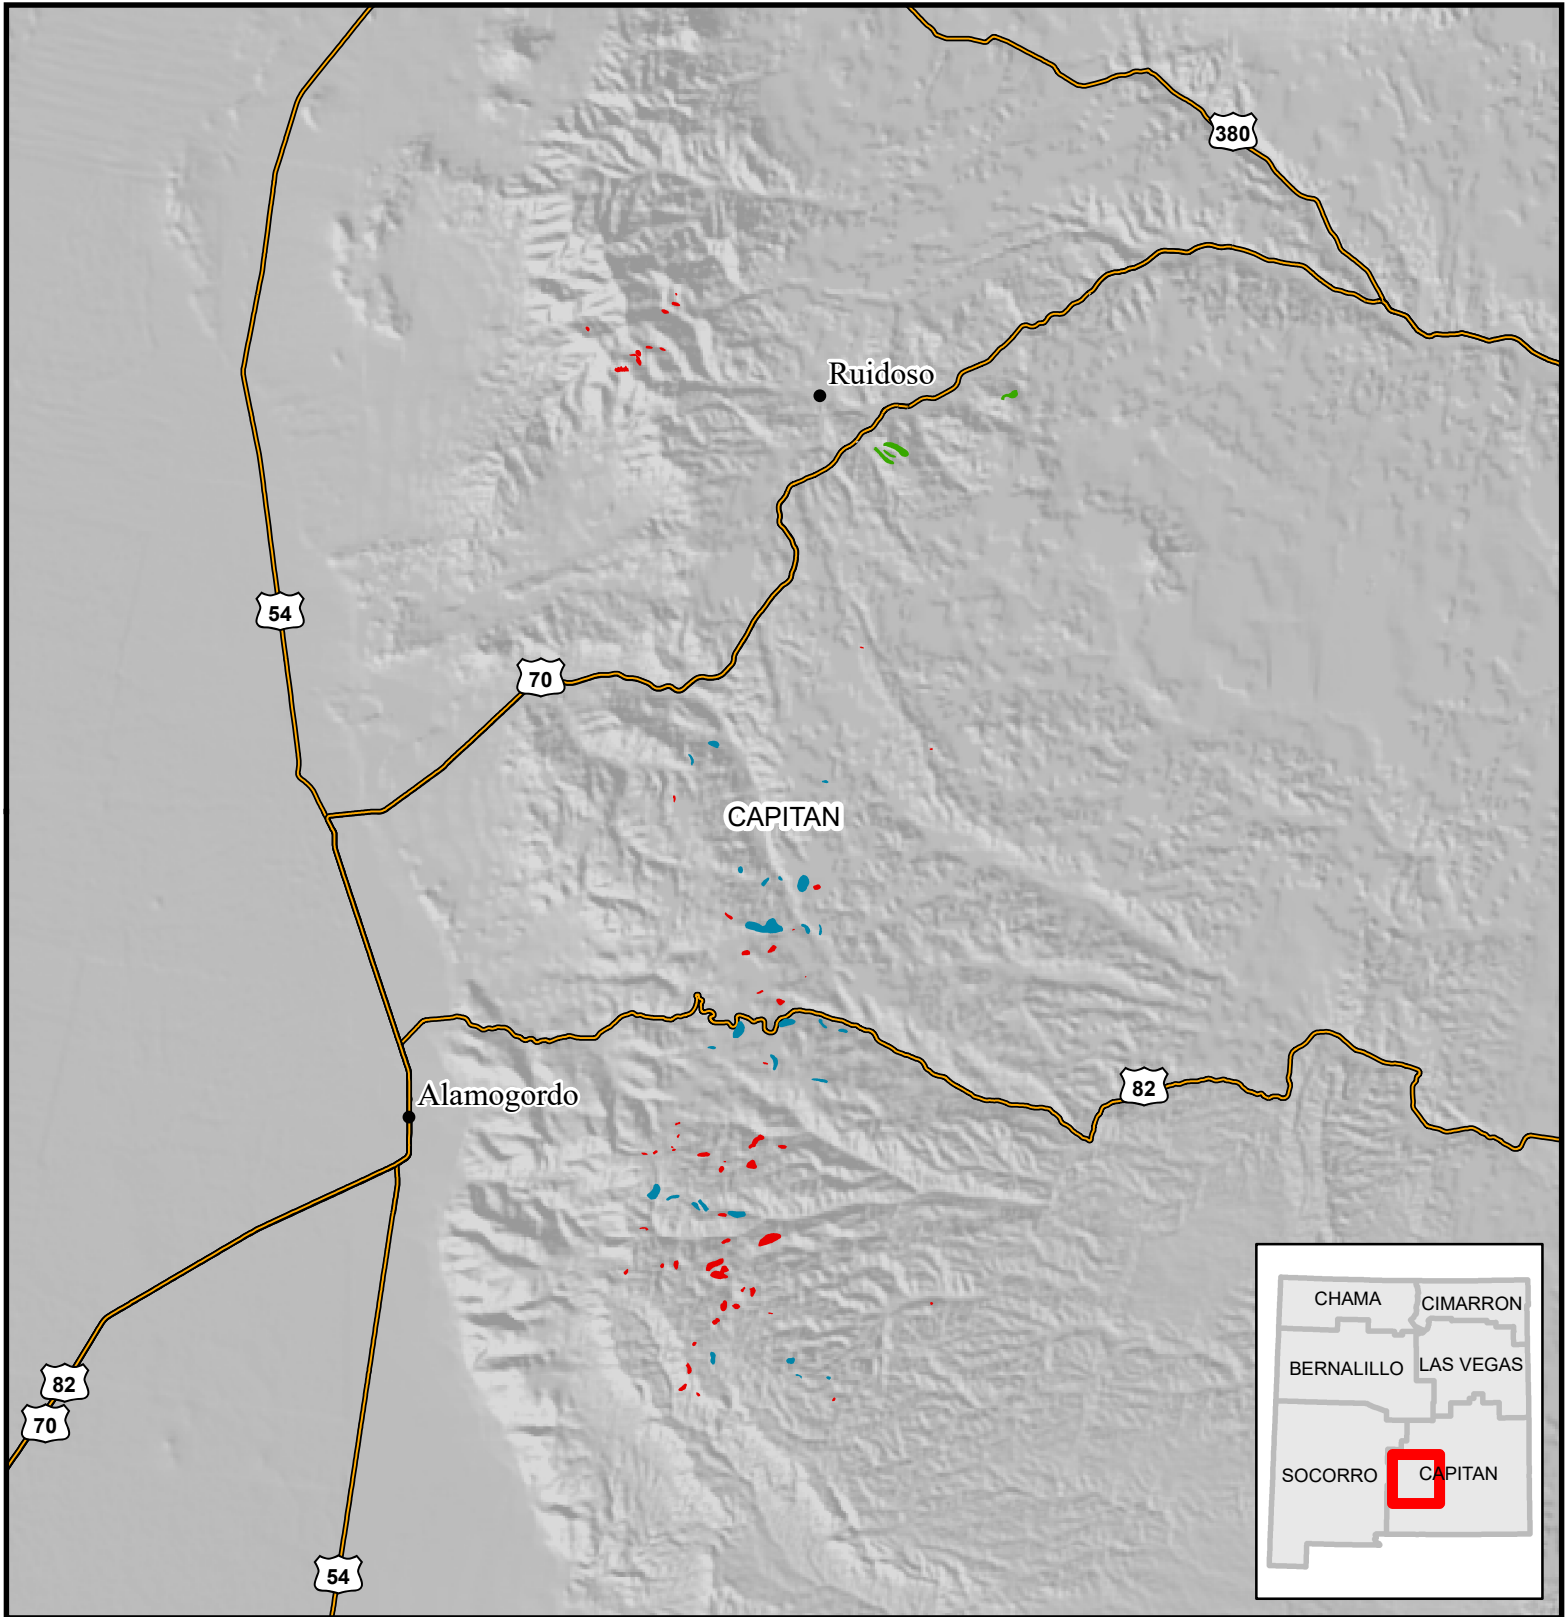 380
Ruidoso
54
70
CAPITAN
82
Alamogordo
82
70
54
CHAMA
CIMARRON
BERNALILLO
LAS VEGAS
SOCORRO
CAPITAN